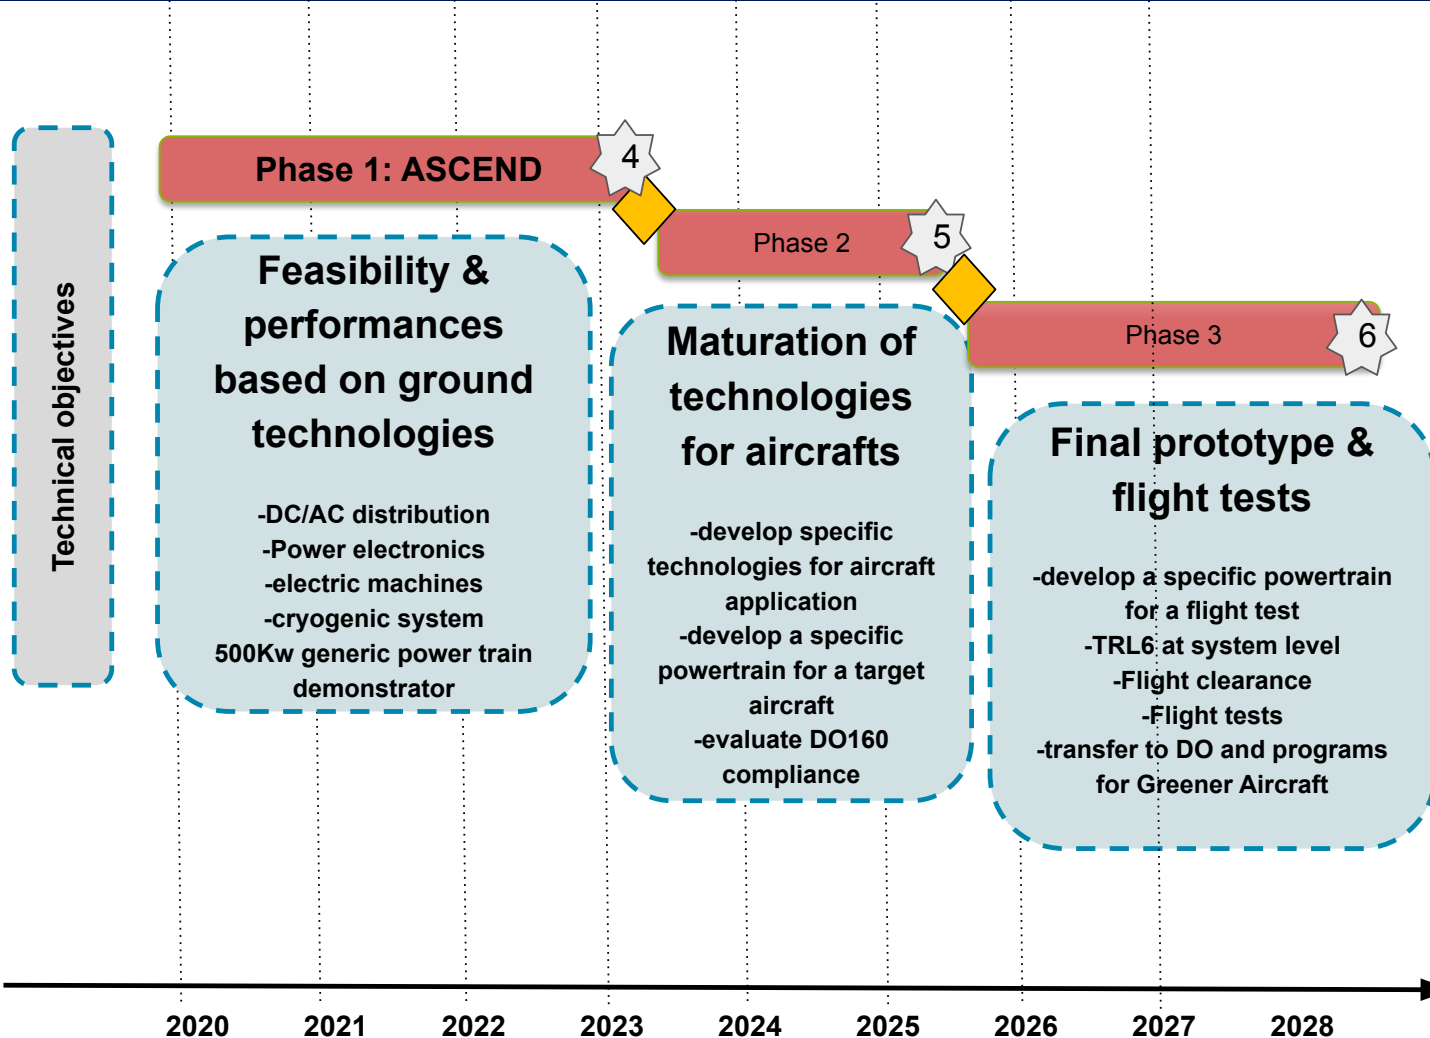 Technical objectives
Phase 1: ASCEND
4
Feasibility &
performances
based on ground
technologies
-DC/AC distribution
-Power electronics
-electric machines
-cryogenic system
500Kw generic power train
demonstrator
Phase 2
5
Maturation of
technologies
for aircrafts
-develop specific
technologies for aircraft
application
-develop a specific
powertrain for a target
aircraft
-evaluate DO160
compliance
Phase 3
6
Final prototype &
flight tests
-develop a specific powertrain
for a flight test
-TRL6 at system level
-Flight clearance
-Flight tests
-transfer to DO and programs
for Greener Aircraft
2020 2021 2022 2023 2024 2025 2026 2027 2028